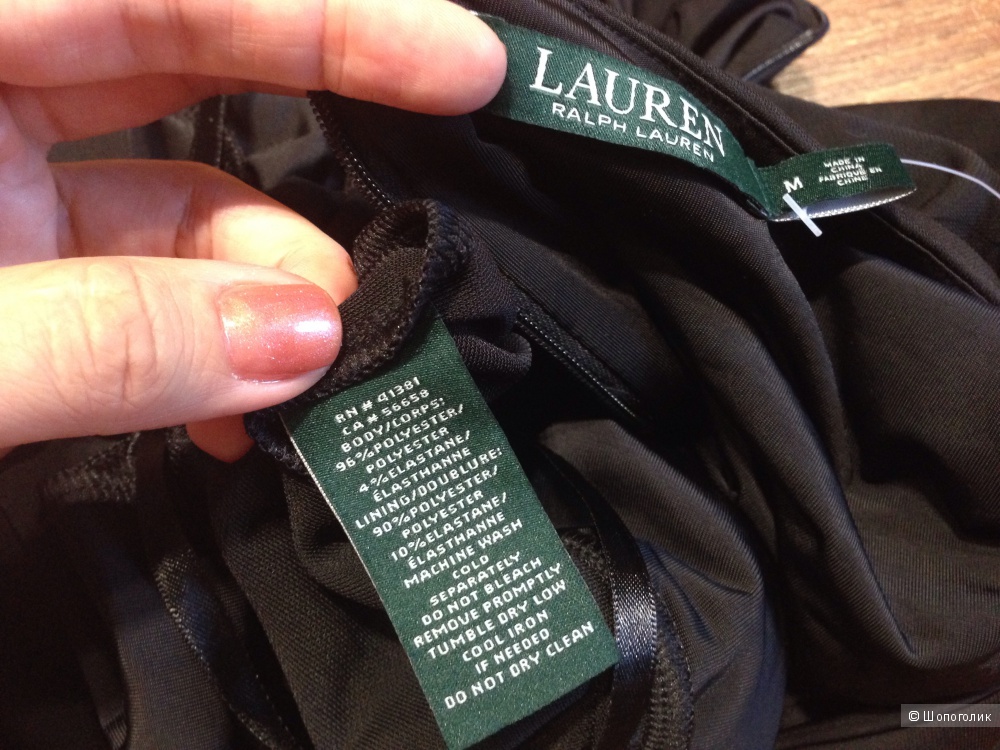 LAUREN
RALPH LAUREN
M
MADE IN
CHINA
FABRIQUÉ EN
CHINE
RN # 41381
CA # 56658
BODY/CORPS:
96% POLYESTER/
POLYESTER
4% ELASTANE/
ÉLASTHANNE
LINING/DOUBLURE:
90% POLYESTER/
POLYESTER
10% ELASTANE/
ÉLASTHANNE
MACHINE WASH
COLD
SEPARATELY
DO NOT BLEACH
REMOVE PROMPTLY
TUMBLE DRY LOW
COOL IRON
IF NEEDED
DO NOT DRY CLEAN
© Шопоголик